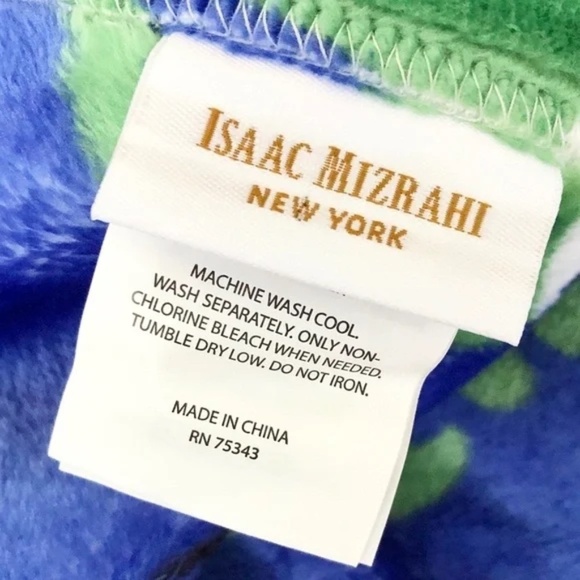 ISAAC MIZRAHI
NEW YORK
MACHINE WASH COOL.
WASH SEPARATELY. ONLY NON-
CHLORINE BLEACH WHEN NEEDED.
TUMBLE DRY LOW. DO NOT IRON.
MADE IN CHINA
RN 75343